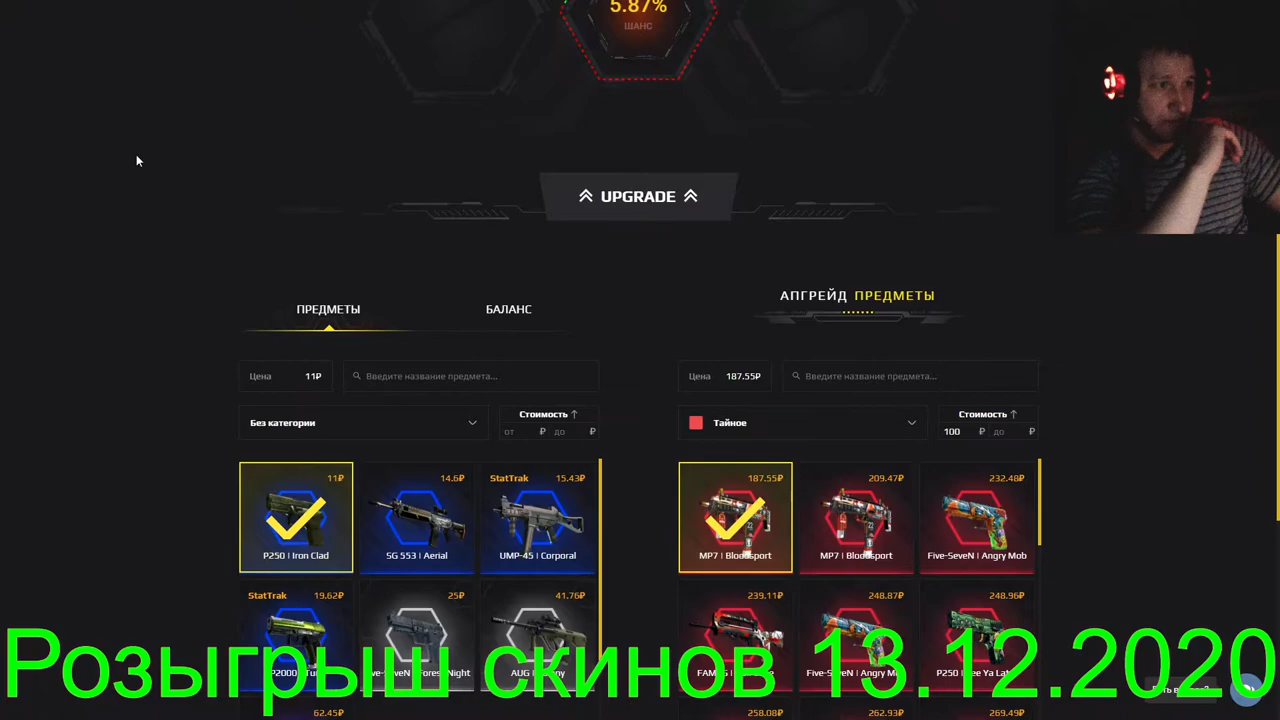 5.87%
ШАНС
UPGRADE
ПРЕДМЕТЫ
БАЛАНС
АПГРЕЙД ПРЕДМЕТЫ
Цена 11₽
Введите название предмета...
Цена 187.55₽
Введите название предмета...
Без категории
Стоимость ↑
от ₽ до ₽
Тайное
Стоимость ↑
100 ₽ до ₽
11₽
P250 | Iron Clad
14.6₽
SG 553 | Aerial
StatTrak 15.43₽
UMP-45 | Corporal
187.55₽
MP7 | Bloodsport
209.47₽
MP7 | Bloodsport
232.48₽
Five-SeveN | Angry Mob
StatTrak 19.62₽
25₽
41.76₽
239.11₽
248.87₽
248.96₽
Розыгрыш скинов 13.12.2020
62.45₽
258.08₽
262.93₽
269.49₽